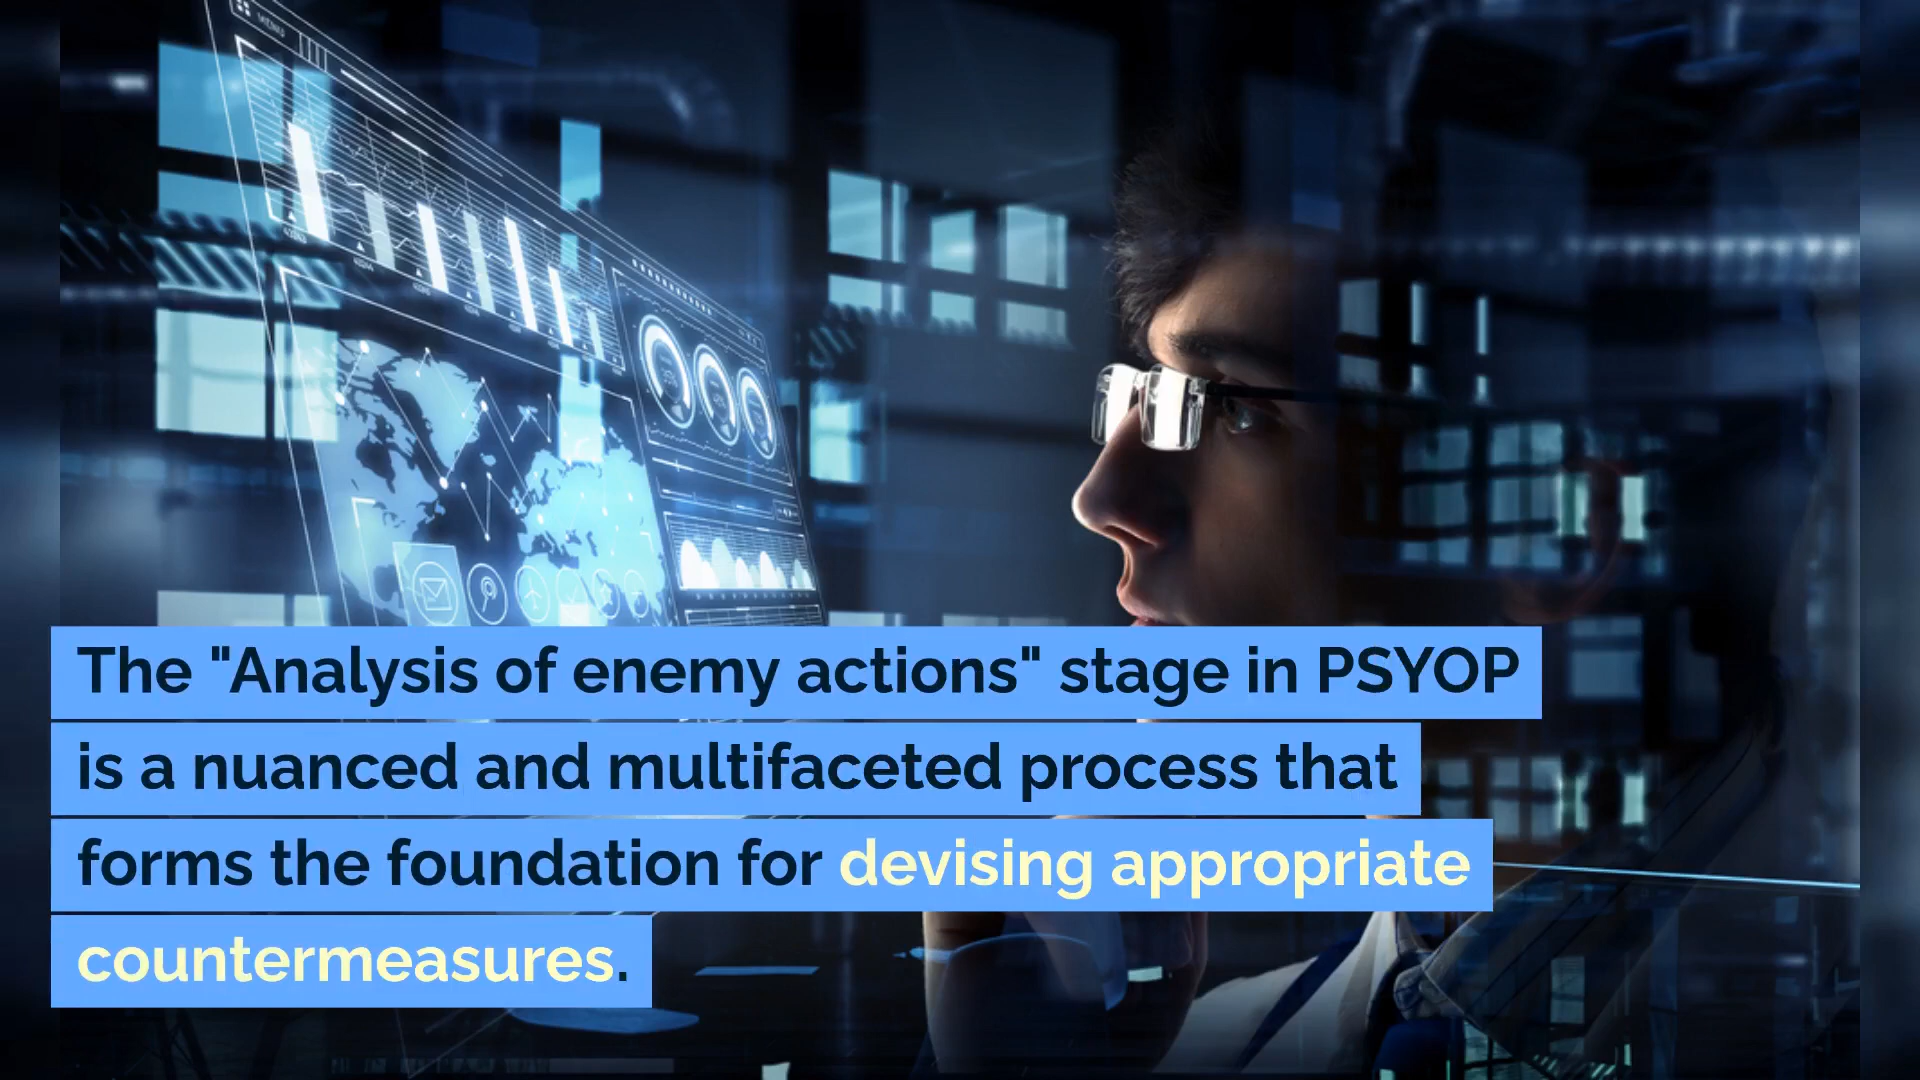 MENU
The "Analysis of enemy actions" stage in PSYOP
is a nuanced and multifaceted process that
forms the foundation for devising appropriate
countermeasures.